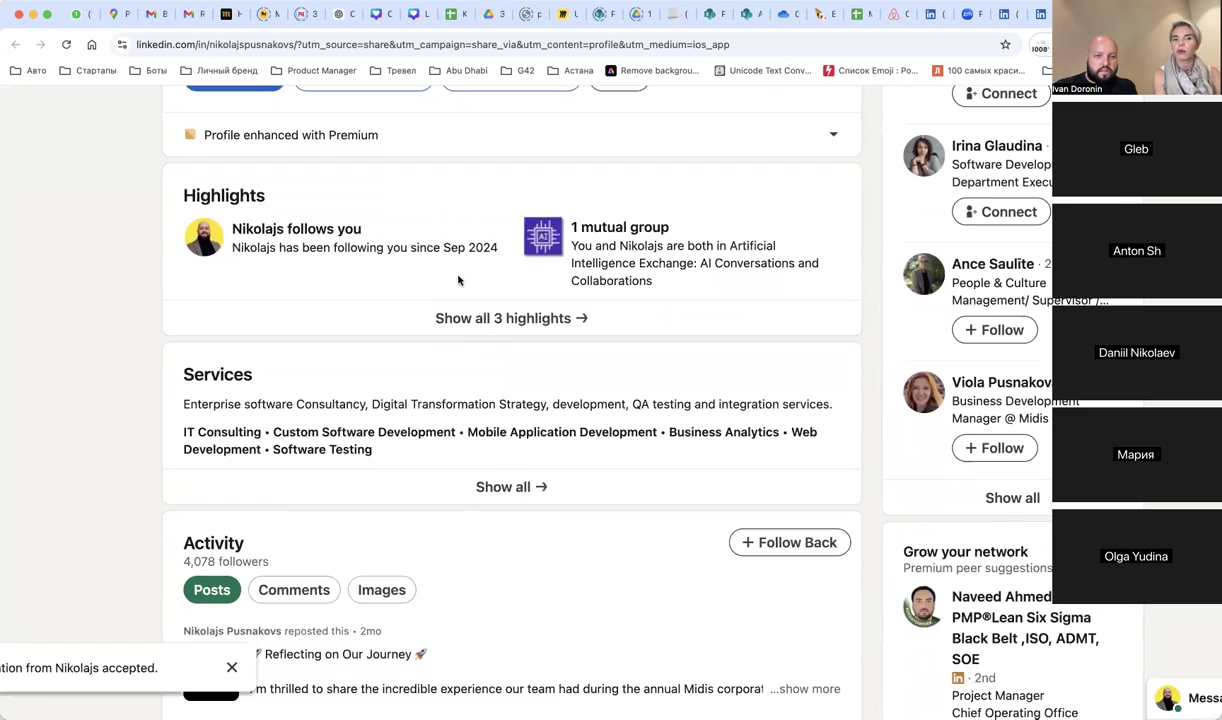 linkedin.com/in/nikolajspusnakovs/?utm_source=share&utm_campaign=share_via&utm_content=profile&utm_medium=ios_app
Авто
Стартапы
Боты
Личный бренд
Product Manager
Тревел
Abu Dhabi
G42
Астана
Remove backgrou...
Unicode Text Conv...
Список Emoji : Po...
100 самых краси...
Profile enhanced with Premium
Highlights
Nikolajs follows you
Nikolajs has been following you since Sep 2024
1 mutual group
You and Nikolajs are both in Artificial
Intelligence Exchange: AI Conversations and
Collaborations
Show all 3 highlights →
Services
Enterprise software Consultancy, Digital Transformation Strategy, development, QA testing and integration services.
IT Consulting • Custom Software Development • Mobile Application Development • Business Analytics • Web
Development • Software Testing
Show all →
Activity
4,078 followers
+ Follow Back
Posts
Comments
Images
Nikolajs Pusnakovs reposted this • 2mo
Reflecting on Our Journey 🚀
I'm thrilled to share the incredible experience our team had during the annual Midis corporat ...show more
tion from Nikolajs accepted.
Connect
Irina Glaudina ·
Software Develop
Department Exec
Connect
Ance Saulīte · 2
People & Culture
Management/ Supervisor /...
+ Follow
Viola Pusnakov
Business Development
Manager @ Midis
+ Follow
Show all
Grow your network
Premium peer suggestions
Naveed Ahmed
PMP®Lean Six Sigma
Black Belt ,ISO, ADMT,
SOE
· 2nd
Project Manager
Chief Operating Office
Messa
Ivan Doronin
Gleb
Anton Sh
Daniil Nikolaev
Мария
Olga Yudina